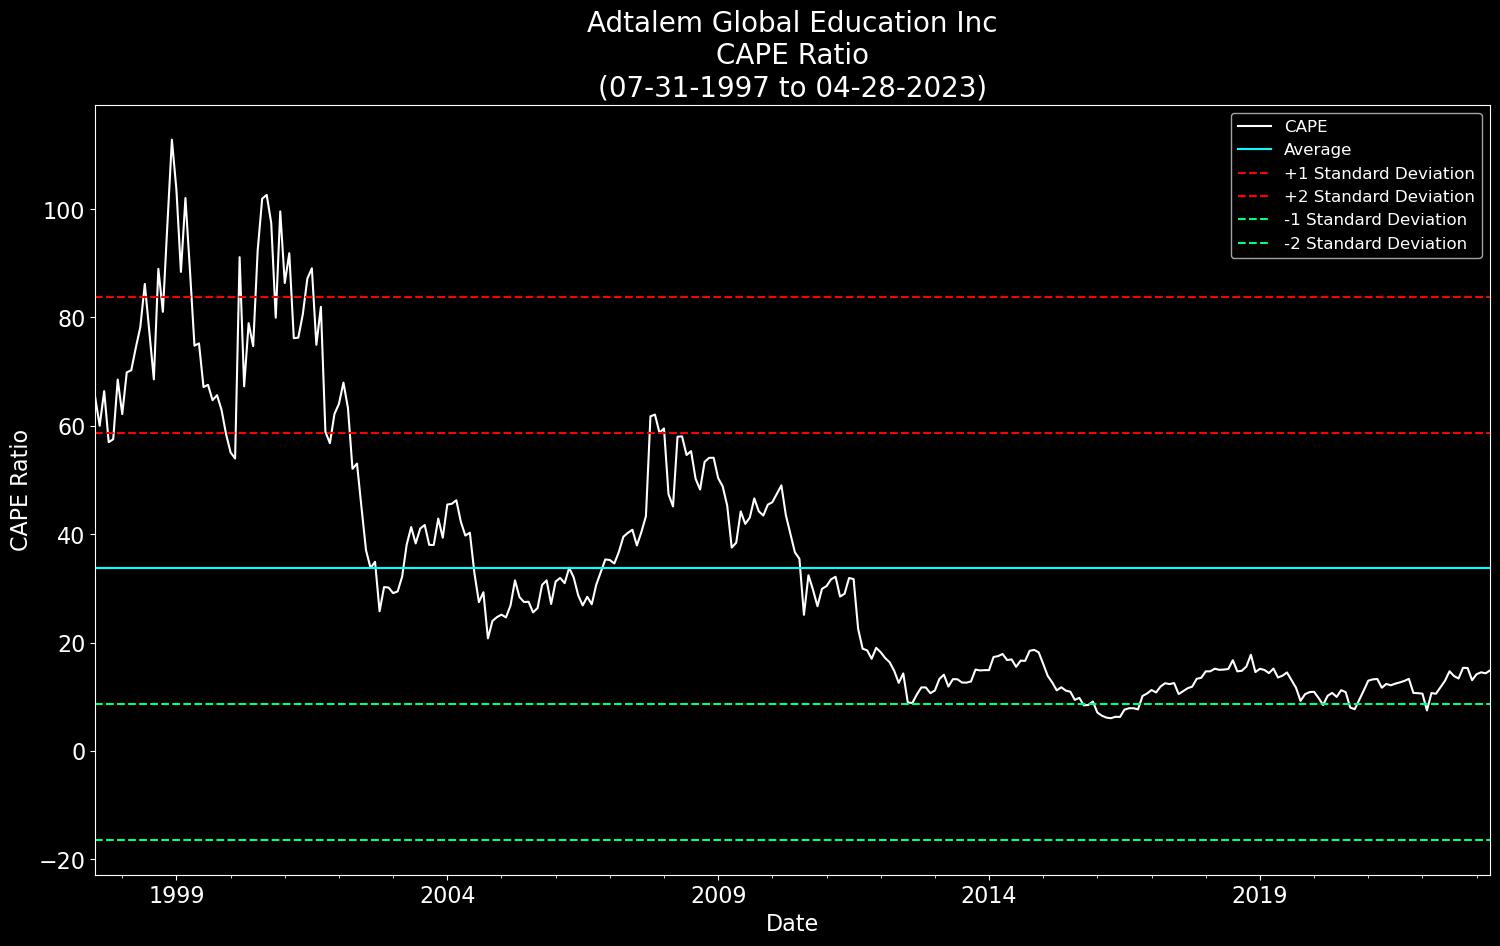 Adtalem Global Education Inc
CAPE Ratio
(07-31-1997 to 04-28-2023)
CAPE
Average
+1 Standard Deviation
+2 Standard Deviation
-1 Standard Deviation
-2 Standard Deviation
CAPE Ratio
100
80
60
40
20
0
−20
1999 2004 2009 2014 2019
Date